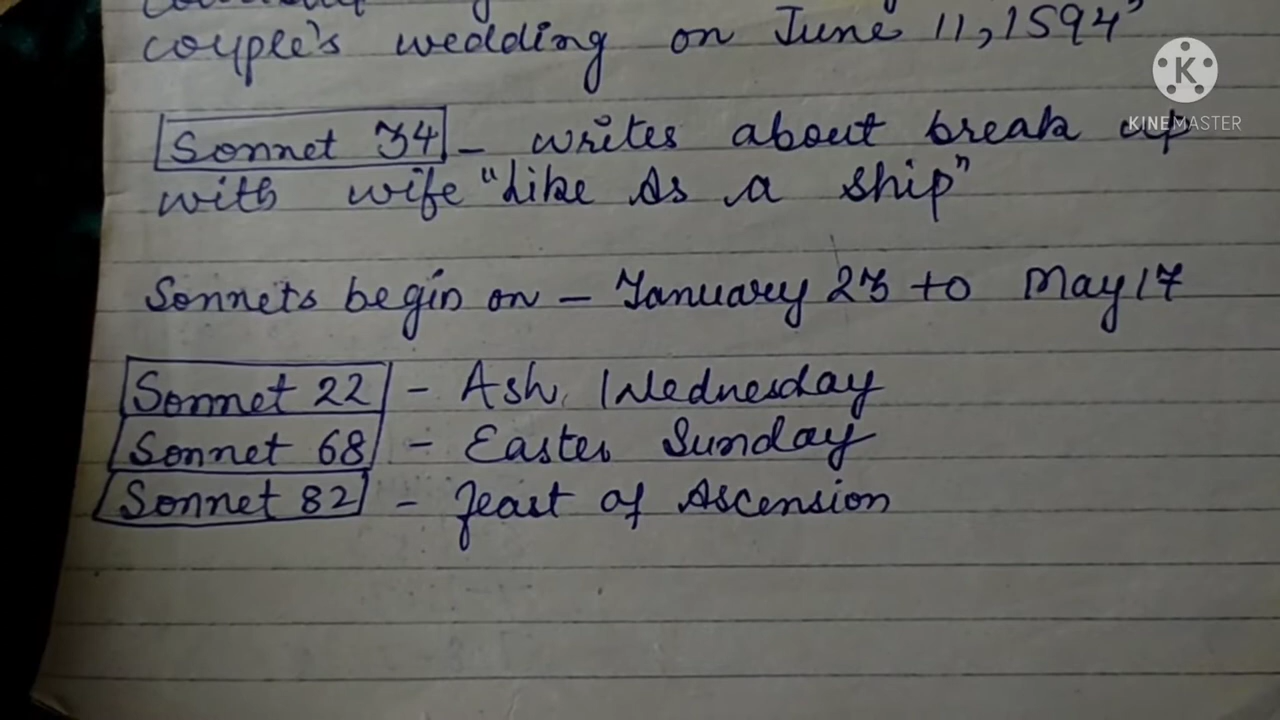 couple's wedding on June 11, 1594'
KINEMASTER
Sonnet 34 - writes about break up
with wife "Like As a ship"
Sonnets begin on - January 23 to May 17
Sonnet 22 - Ash Wednesday
Sonnet 68 - Easter Sunday
Sonnet 82 - Feast of Ascension